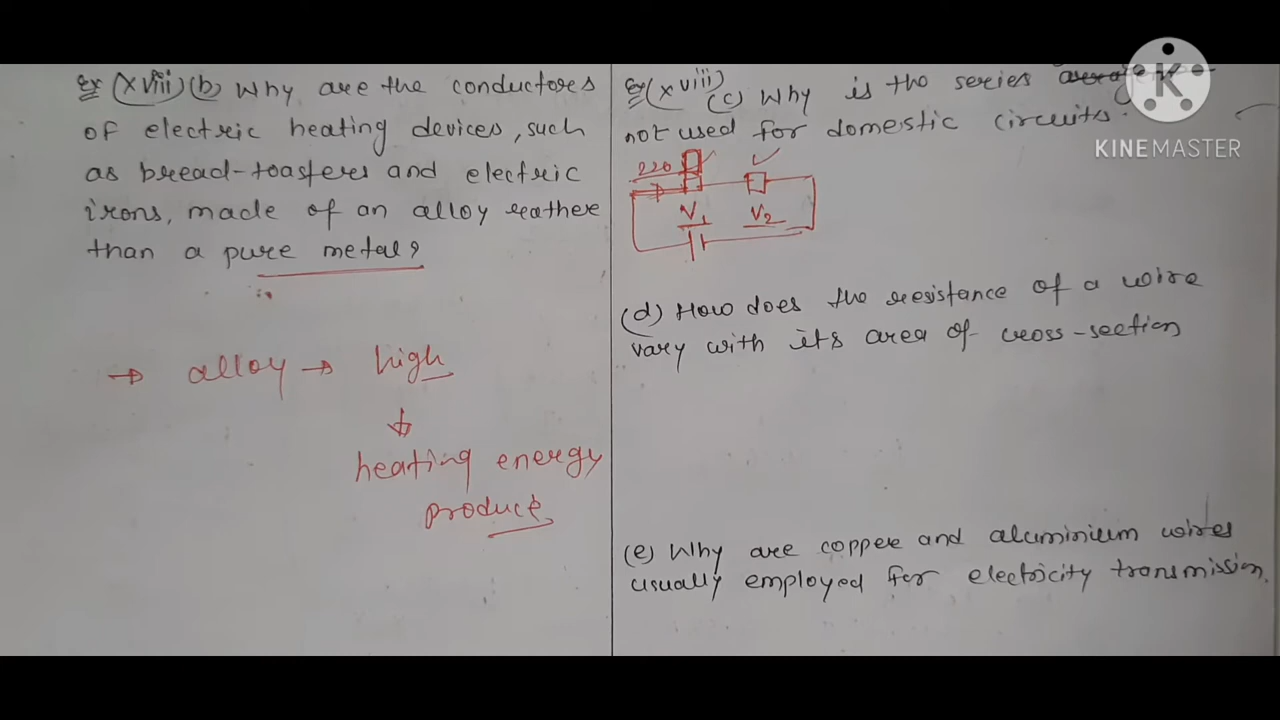 Ex (xviii)(b) Why are the conductores
of electric heating devices, such
as bread-toasters and electric
irons, made of an alloy rather
than a pure metal?
→ alloy → high
↓
heating energy
produce
Ex (xviii)
(c) Why is the series
not used for domestic circuits.
220
V1 V2
(d) How does the resistance of a wire
vary with its area of cross-section
(e) Why are copper and aluminium wires
usually employed for electricity transmission.
K
KINEMASTER